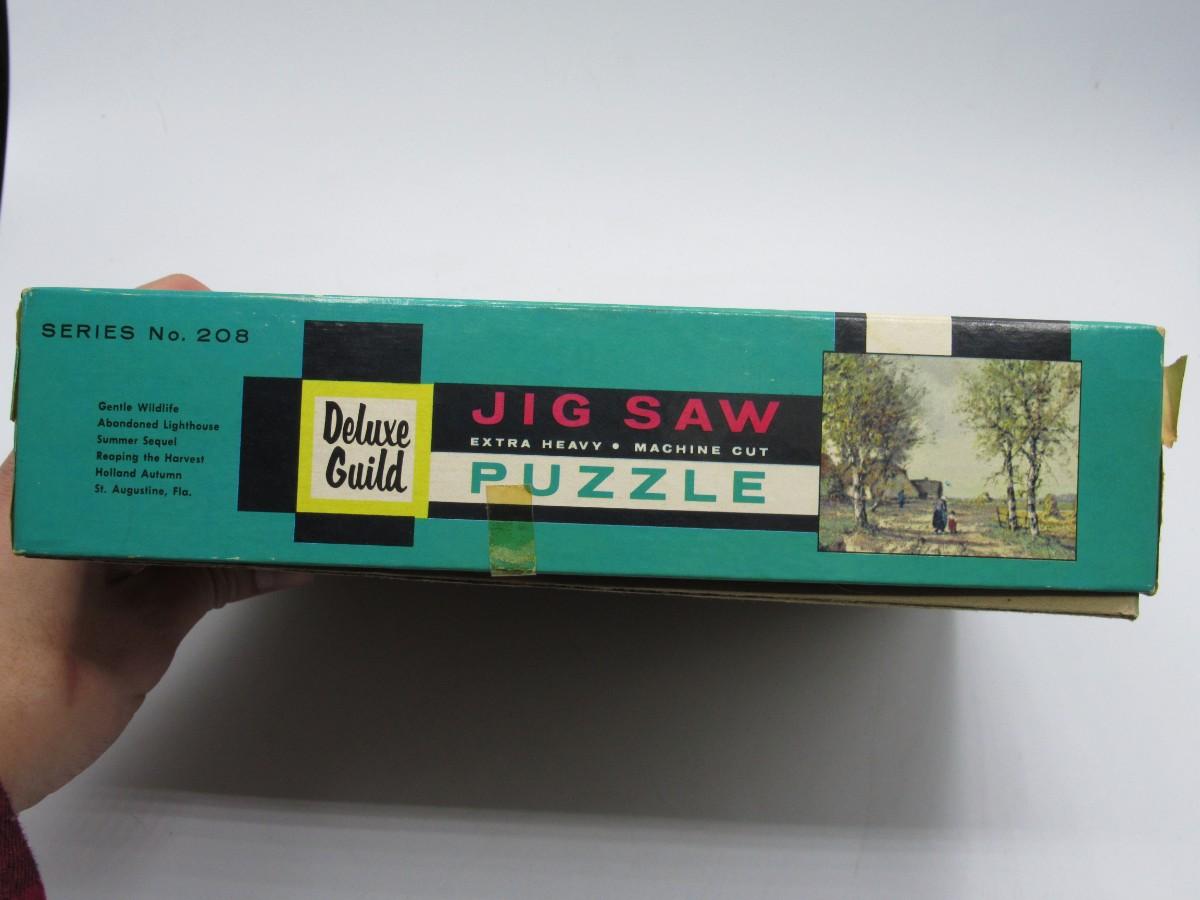 SERIES No. 208
Gentle Wildlife
Abandoned Lighthouse
Summer Sequel
Reaping the Harvest
Holland Autumn
St. Augustine, Fla.
Deluxe
Guild
JIG SAW
EXTRA HEAVY • MACHINE CUT
PUZZLE